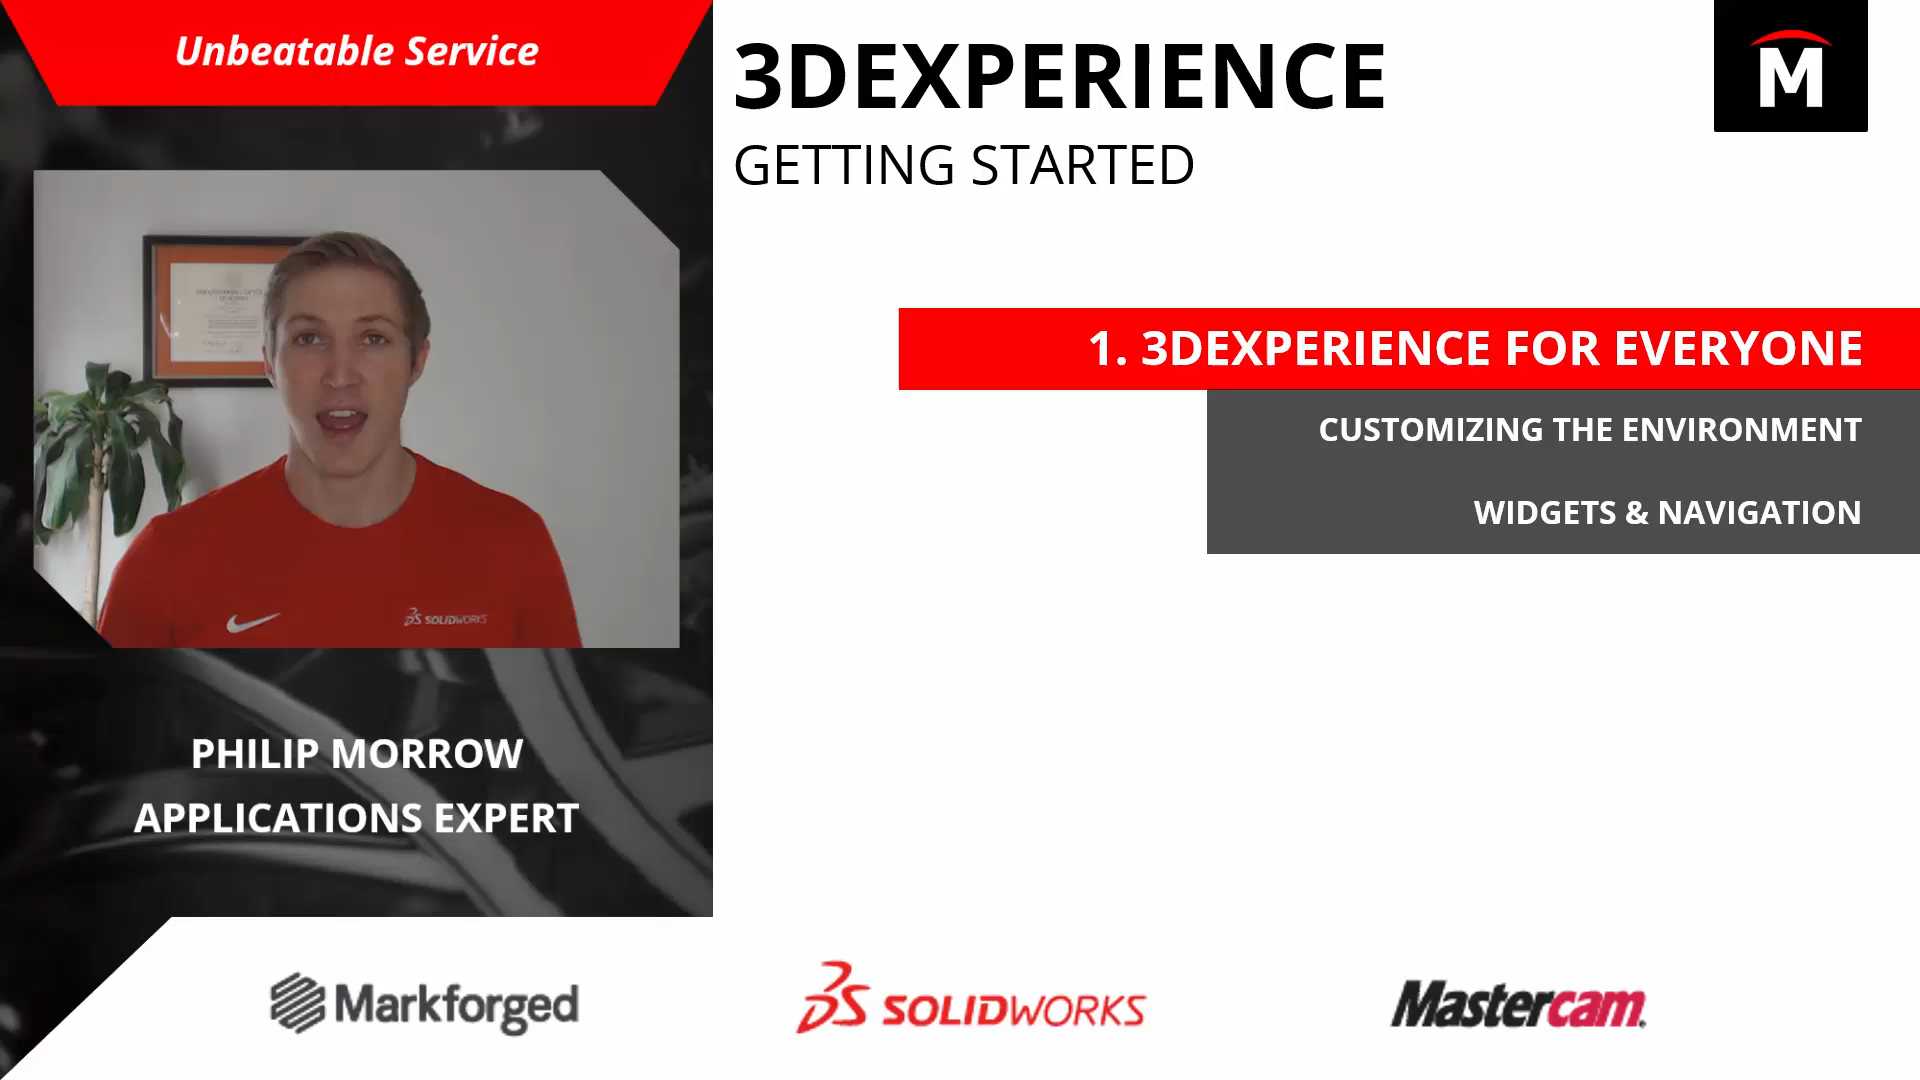 Unbeatable Service
3DEXPERIENCE
GETTING STARTED
M
1. 3DEXPERIENCE FOR EVERYONE
CUSTOMIZING THE ENVIRONMENT
WIDGETS & NAVIGATION
SOLIDWORKS
PHILIP MORROW
APPLICATIONS EXPERT
Markforged
SOLIDWORKS
Mastercam